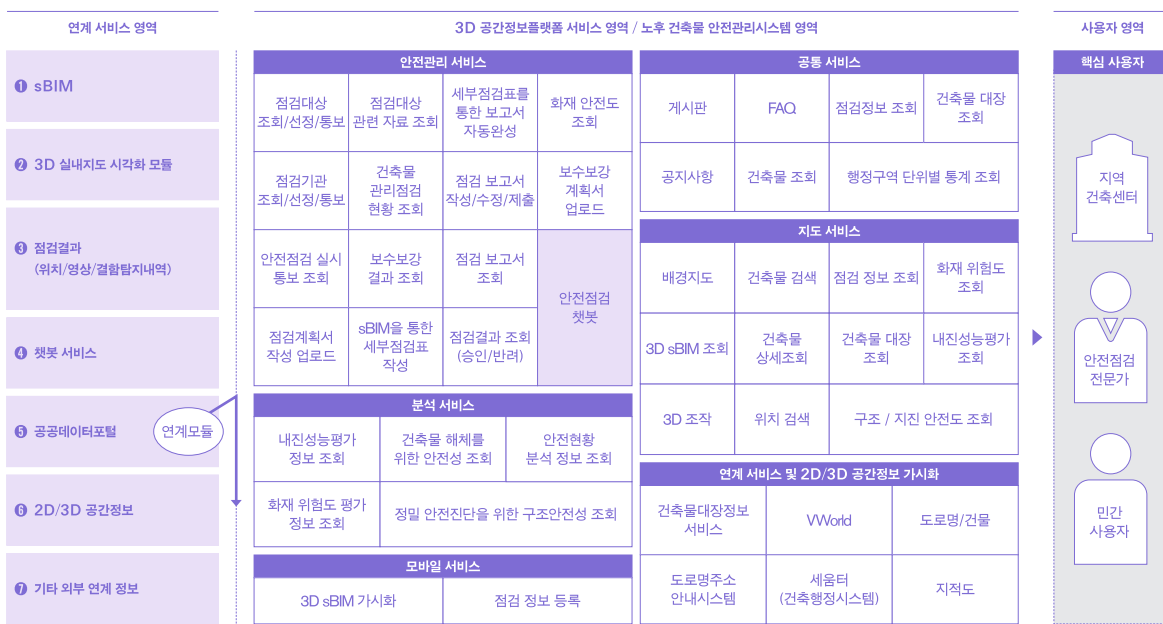 연계 서비스 영역
❶ sBIM
❷ 3D 실내지도 시각화 모듈
❸ 점검결과
(위치/영상/결함탐지내역)
❹ 챗봇 서비스
❺ 공공데이터포털
❻ 2D/3D 공간정보
❼ 기타 외부 연계 정보
연계모듈
3D 공간정보플랫폼 서비스 영역 / 노후 건축물 안전관리시스템 영역
안전관리 서비스
점검대상
조회/선정/통보
점검대상
관련 자료 조회
세부점검표를
통한 보고서
자동완성
화재 안전도
조회
점검기관
조회/선정/통보
건축물
관리점검
현황 조회
점검 보고서
작성/수정/제출
보수보강
계획서
업로드
안전점검 실시
통보 조회
보수보강
결과 조회
점검 보고서
조회
안전점검
챗봇
점검계획서
작성 업로드
sBIM을 통한
세부점검표
작성
점검결과 조회
(승인/반려)
분석 서비스
내진성능평가
정보 조회
건축물 해체를
위한 안전성 조회
안전현황
분석 정보 조회
화재 위험도 평가
정보 조회
정밀 안전진단을 위한 구조안전성 조회
모바일 서비스
3D sBIM 가시화
점검 정보 등록
공통 서비스
게시판
FAQ
점검정보 조회
건축물 대장
조회
공지사항
건축물 조회
행정구역 단위별 통계 조회
지도 서비스
배경지도
건축물 검색
점검 정보 조회
화재 위험도
조회
3D sBIM 조회
건축물
상세조회
건축물 대장
조회
내진성능평가
조회
3D 조작
위치 검색
구조 / 지진 안전도 조회
연계 서비스 및 2D/3D 공간정보 가시화
건축물대장정보
서비스
VWorld
도로명/건물
도로명주소
안내시스템
세움터
(건축행정시스템)
지적도
사용자 영역
핵심 사용자
지역
건축센터
안전점검
전문가
민간
사용자